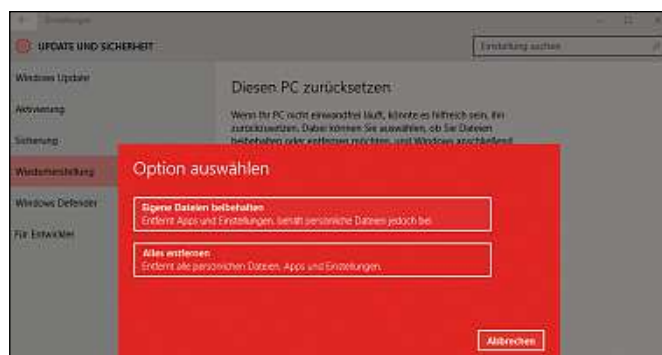 Einstellungen
UPDATE UND SICHERHEIT
Einstellung suchen
Windows Update
Aktivierung
Sicherung
Wiederherstellung
Windows Defender
Für Entwickler
Diesen PC zurücksetzen
Wenn Ihr PC nicht einwandfrei läuft, könnte es hilfreich sein, ihn
zurückzusetzen. Dabei können Sie auswählen, ob Sie Dateien
beibehalten oder entfernen möchten, und Windows anschließend
Option auswählen
Eigene Dateien beibehalten
Entfernt Apps und Einstellungen, behält persönliche Dateien jedoch bei.
Alles entfernen
Entfernt alle persönlichen Dateien, Apps und Einstellungen.
Abbrechen